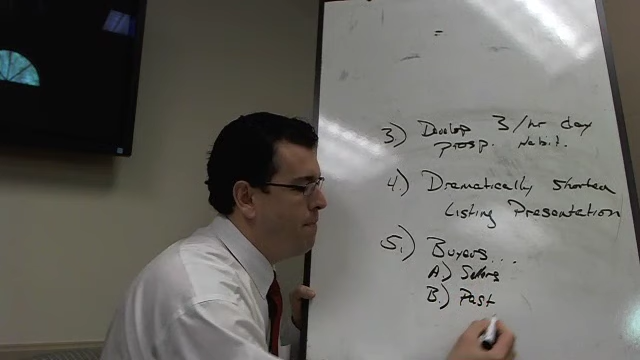 3) Develop 3/hr day
prosp. Habit.
4.) Dramatically shorten
Listing Presentation
5.) Buyers...
A) Sellers
B.) Past